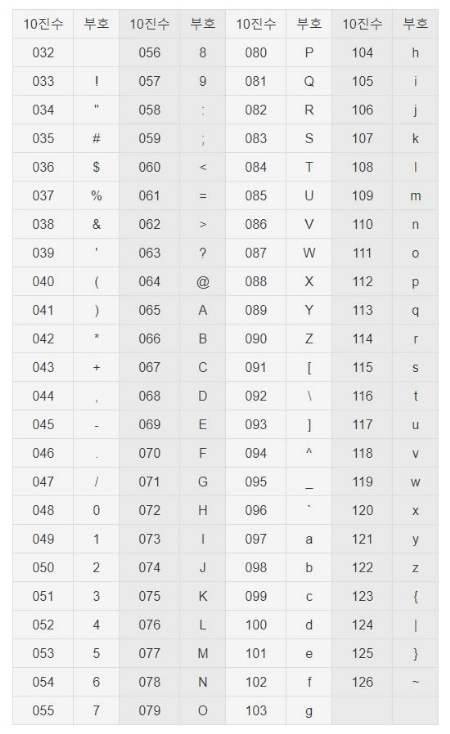 10진수 부호 10진수 부호 10진수 부호 10진수 부호
032 056 8 080 P 104 h
033 ! 057 9 081 Q 105 i
034 " 058 : 082 R 106 j
035 # 059 ; 083 S 107 k
036 $ 060 < 084 T 108 l
037 % 061 = 085 U 109 m
038 & 062 > 086 V 110 n
039 ' 063 ? 087 W 111 o
040 ( 064 @ 088 X 112 p
041 ) 065 A 089 Y 113 q
042 * 066 B 090 Z 114 r
043 + 067 C 091 [ 115 s
044 , 068 D 092 \ 116 t
045 - 069 E 093 ] 117 u
046 . 070 F 094 ^ 118 v
047 / 071 G 095 _ 119 w
048 0 072 H 096 ` 120 x
049 1 073 I 097 a 121 y
050 2 074 J 098 b 122 z
051 3 075 K 099 c 123 {
052 4 076 L 100 d 124 |
053 5 077 M 101 e 125 }
054 6 078 N 102 f 126 ~
055 7 079 O 103 g